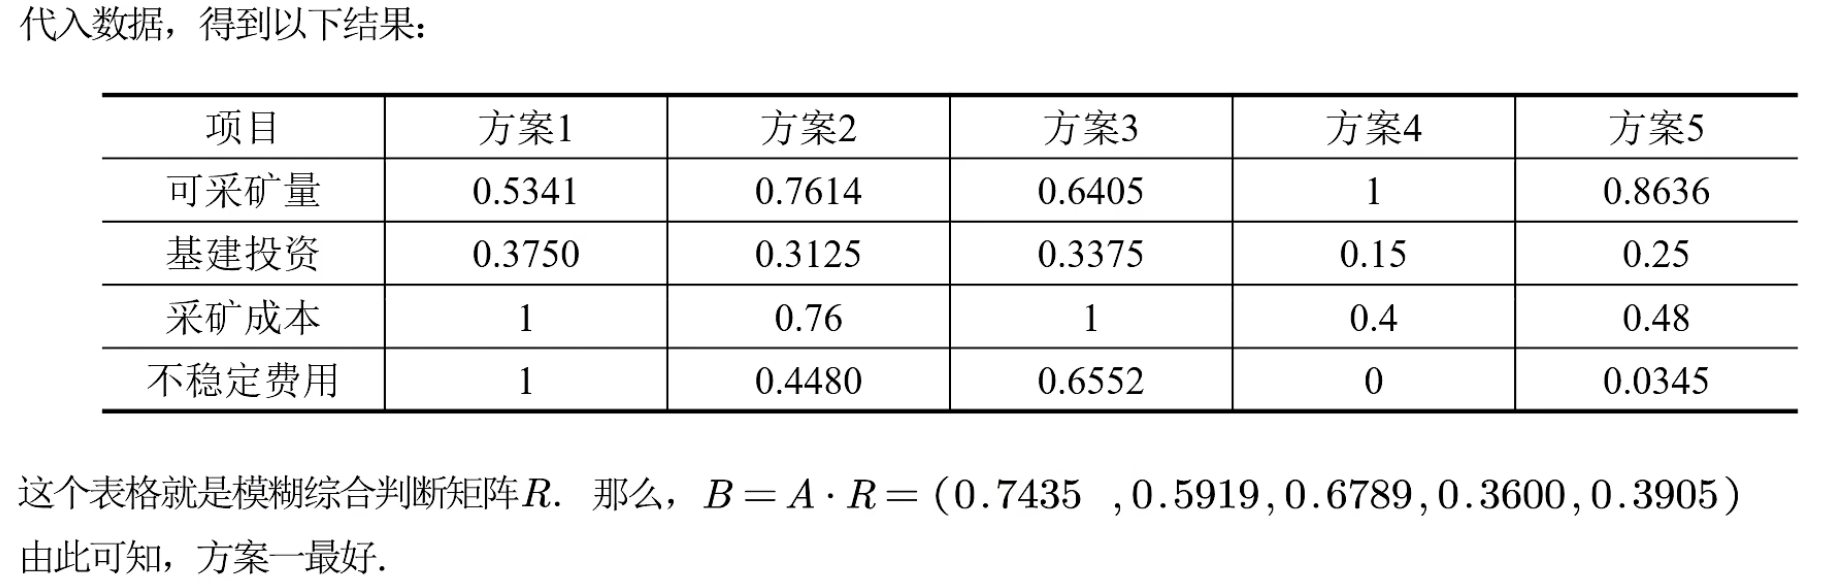 代入数据，得到以下结果：
项目 方案1 方案2 方案3 方案4 方案5
可采矿量 0.5341 0.7614 0.6405 1 0.8636
基建投资 0.3750 0.3125 0.3375 0.15 0.25
采矿成本 1 0.76 1 0.4 0.48
不稳定费用 1 0.4480 0.6552 0 0.0345
这个表格就是模糊综合判断矩阵R． 那么，B=A·R=(0.7435 ,0.5919,0.6789,0.3600,0.3905)
由此可知，方案一最好．